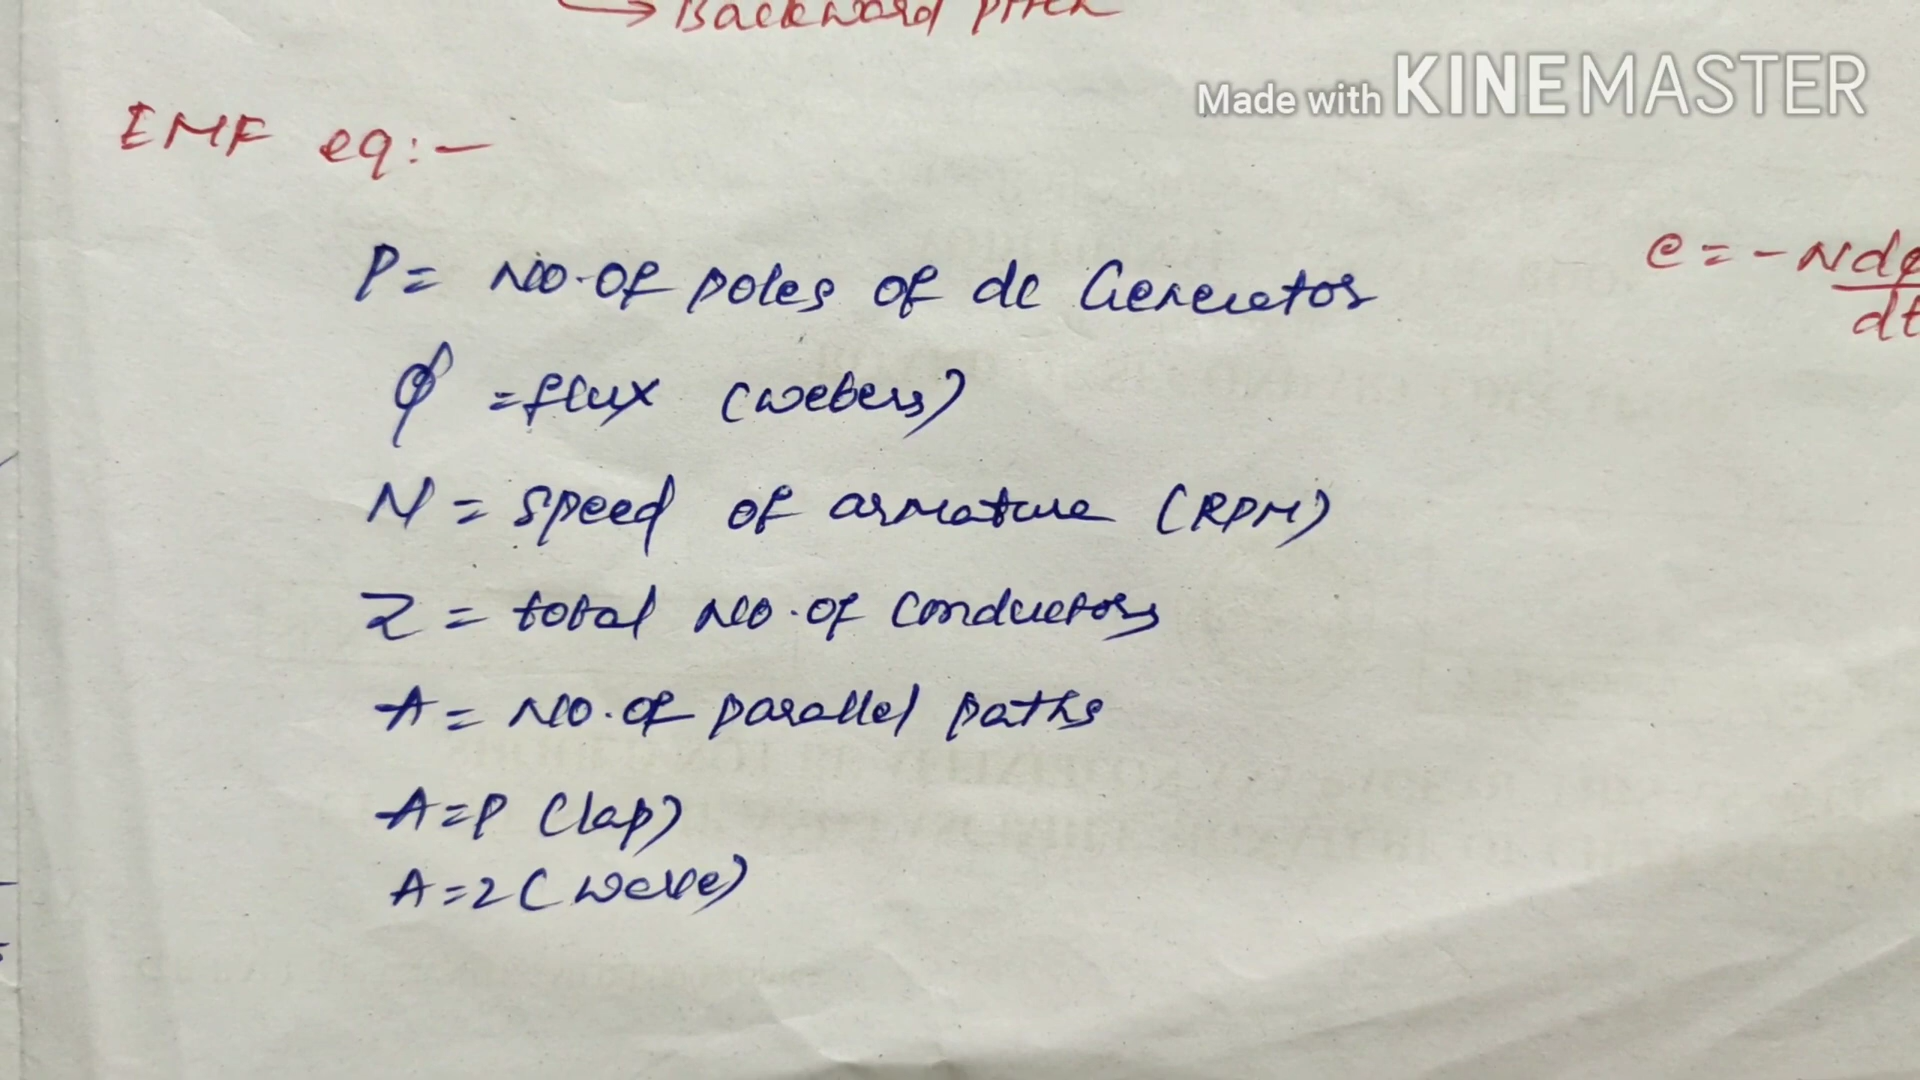 Backward pitch
Made with KINEMASTER
EMF eq:-
P= No.of poles of dc Generator
e = - Ndφ
dt
φ = flux (webers)
N = speed of armature (RPM)
Z = total No.of conductors
A = No.of parallel paths
A=P (lap)
A=2 (wave)